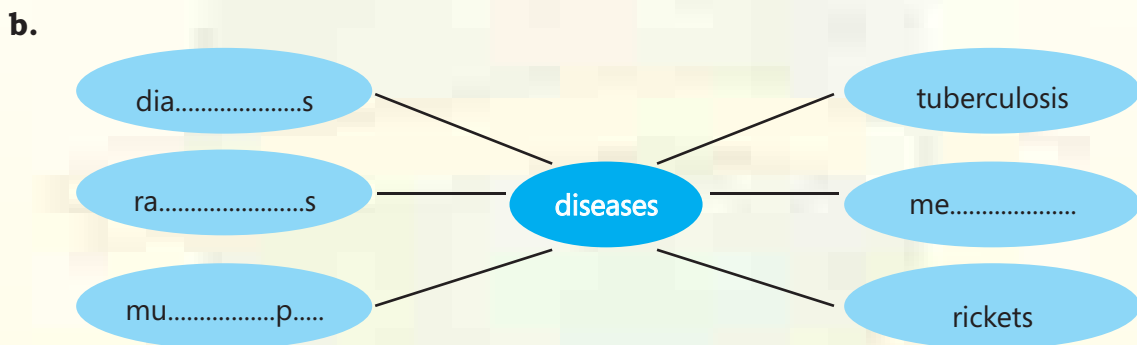 b.
dia....................s
tuberculosis
ra.......................s
diseases
me....................
mu.................p.....
rickets